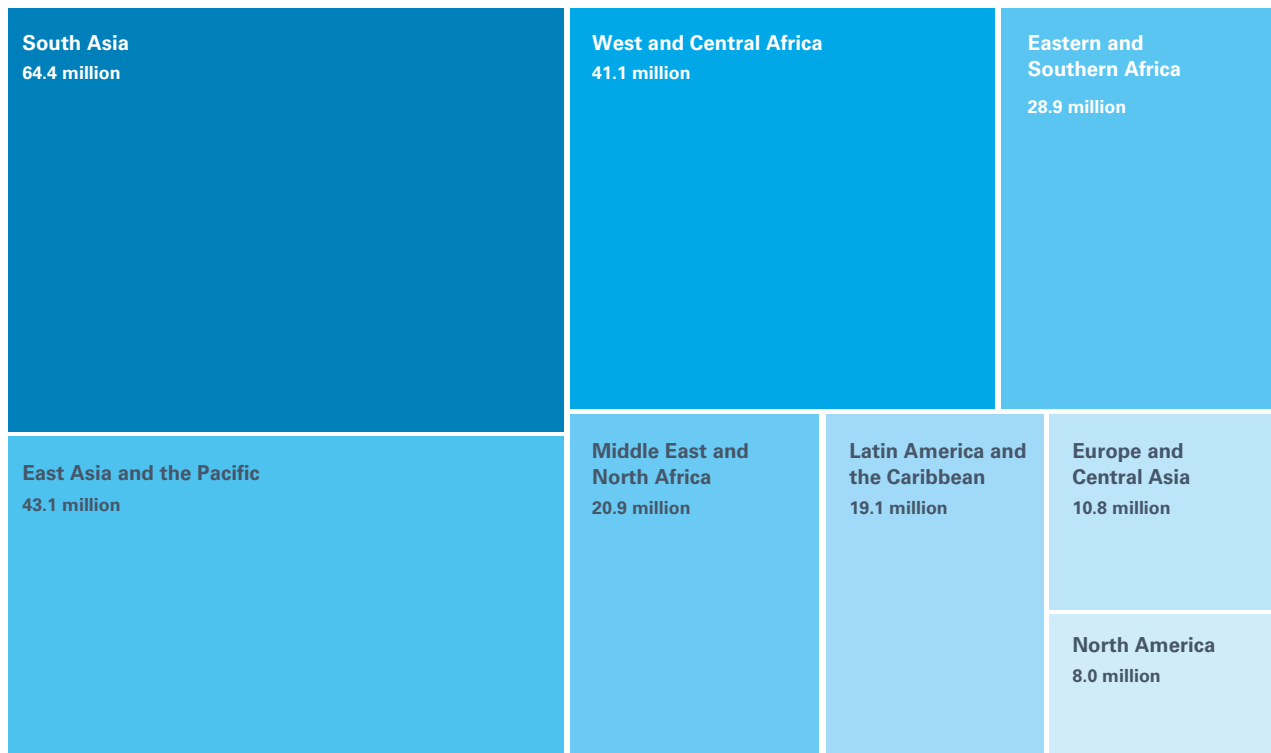 South Asia
64.4 million
West and Central Africa
41.1 million
Eastern and
Southern Africa
28.9 million
East Asia and the Pacific
43.1 million
Middle East and
North Africa
20.9 million
Latin America and
the Caribbean
19.1 million
Europe and
Central Asia
10.8 million
North America
8.0 million